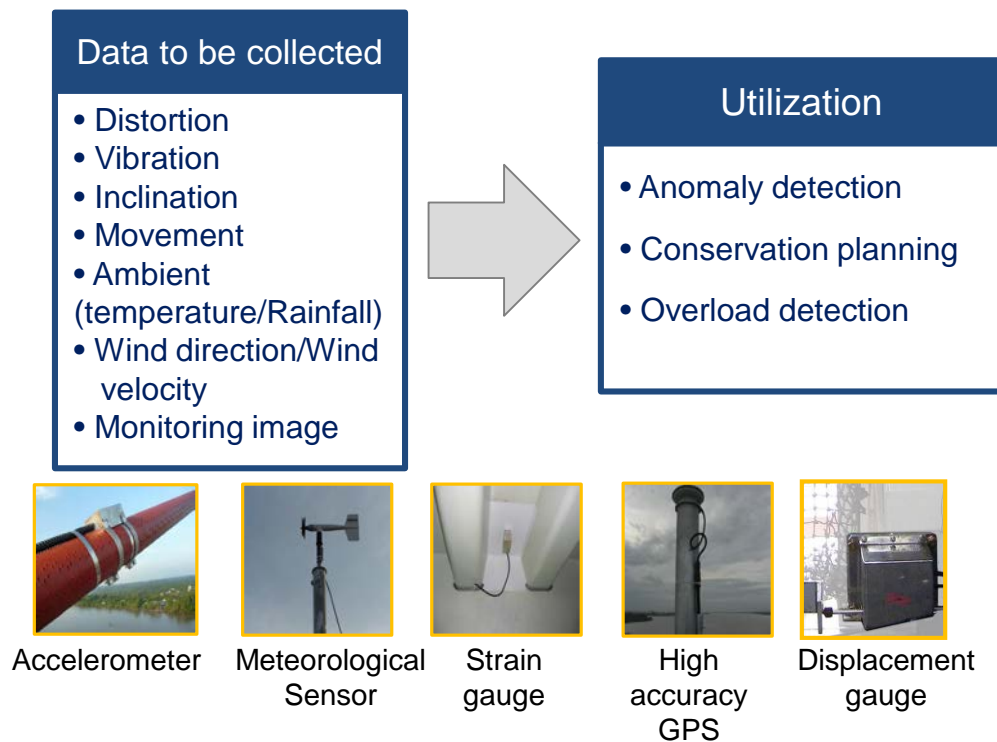 Data to be collected
• Distortion
• Vibration
• Inclination
• Movement
• Ambient
(temperature/Rainfall)
• Wind direction/Wind
velocity
• Monitoring image
Utilization
• Anomaly detection
• Conservation planning
• Overload detection
Accelerometer
Meteorological
Sensor
Strain
gauge
High
accuracy
GPS
Displacement
gauge